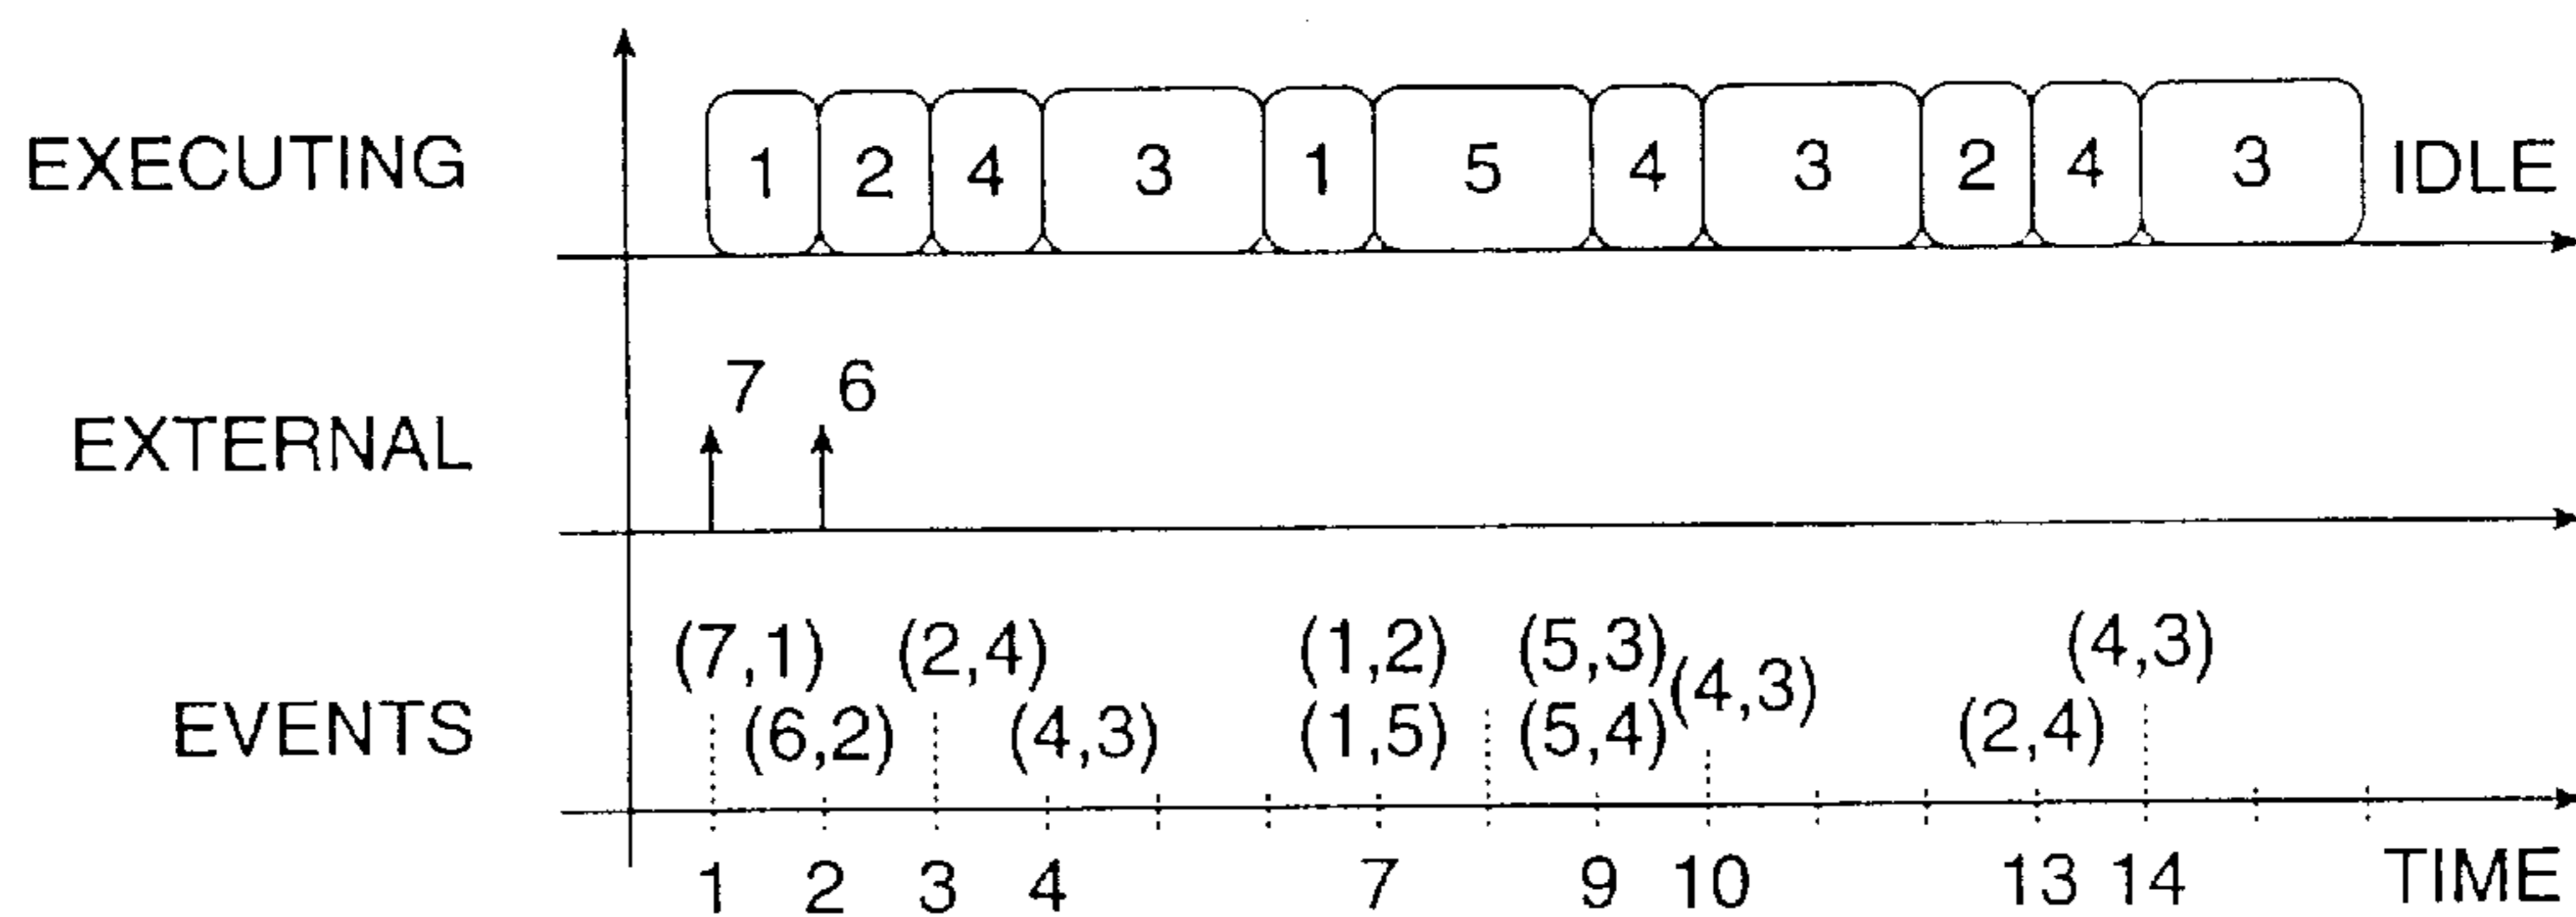 EXECUTING 1 2 4 3 1 5 4 3 2 4 3 IDLE
7 6
EXTERNAL
(7,1) (2,4) (1,2) (5,3) (4,3) (4,3)
EVENTS (6,2) (4,3) (1,5) (5,4) (2,4)
1 2 3 4 7 9 10 13 14 TIME